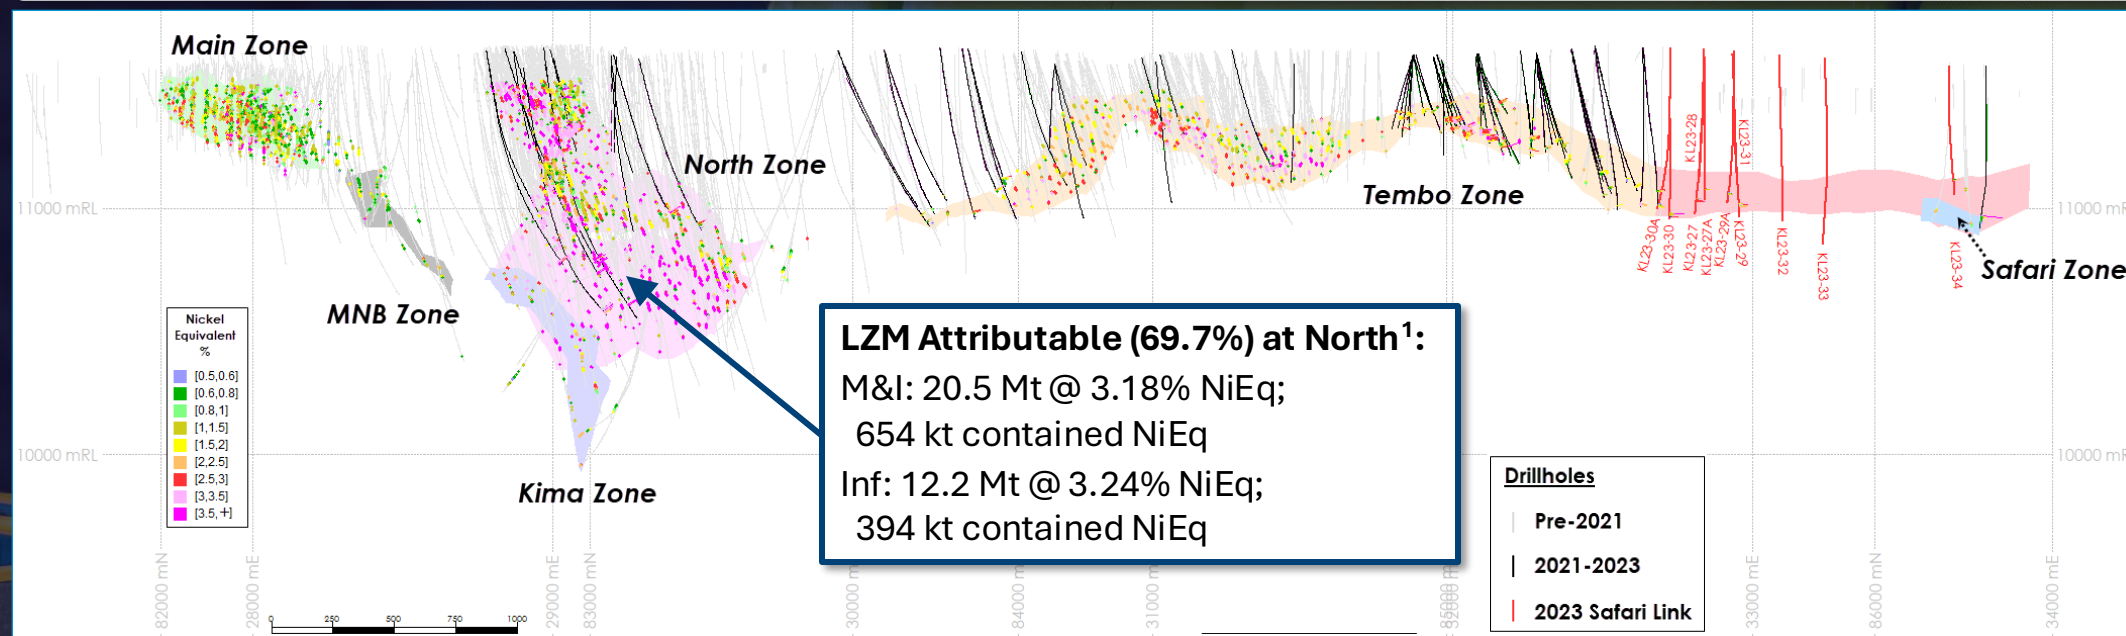 Main Zone
North Zone
11000 mRL
11000 mR
Tembo Zone
KL23-28
KL23-31
KL23-30A
KL23-30
KL23-27
KL23-27A
KL23-29A
KL23-29
KL23-32
KL23-33
KL23-34
Safari Zone
MNB Zone
Nickel
Equivalent
%
[0.5,0.6]
[0.6,0.8]
[0.8,1]
[1,1.5]
[1.5,2]
[2,2.5]
[2.5,3]
[3,3.5]
[3.5,+]
LZM Attributable (69.7%) at North¹:
M&I: 20.5 Mt @ 3.18% NiEq;
654 kt contained NiEq
Inf: 12.2 Mt @ 3.24% NiEq;
394 kt contained NiEq
10000 mRL
10000 mR
Kima Zone
Drillholes
Pre-2021
2021-2023
2023 Safari Link
82000 mN
28000 mE
29000 mE
83000 mN
30000
84000 mN
31000 mE
33000 mE
86000 mN
34000 mE
0 250 500 750 1000